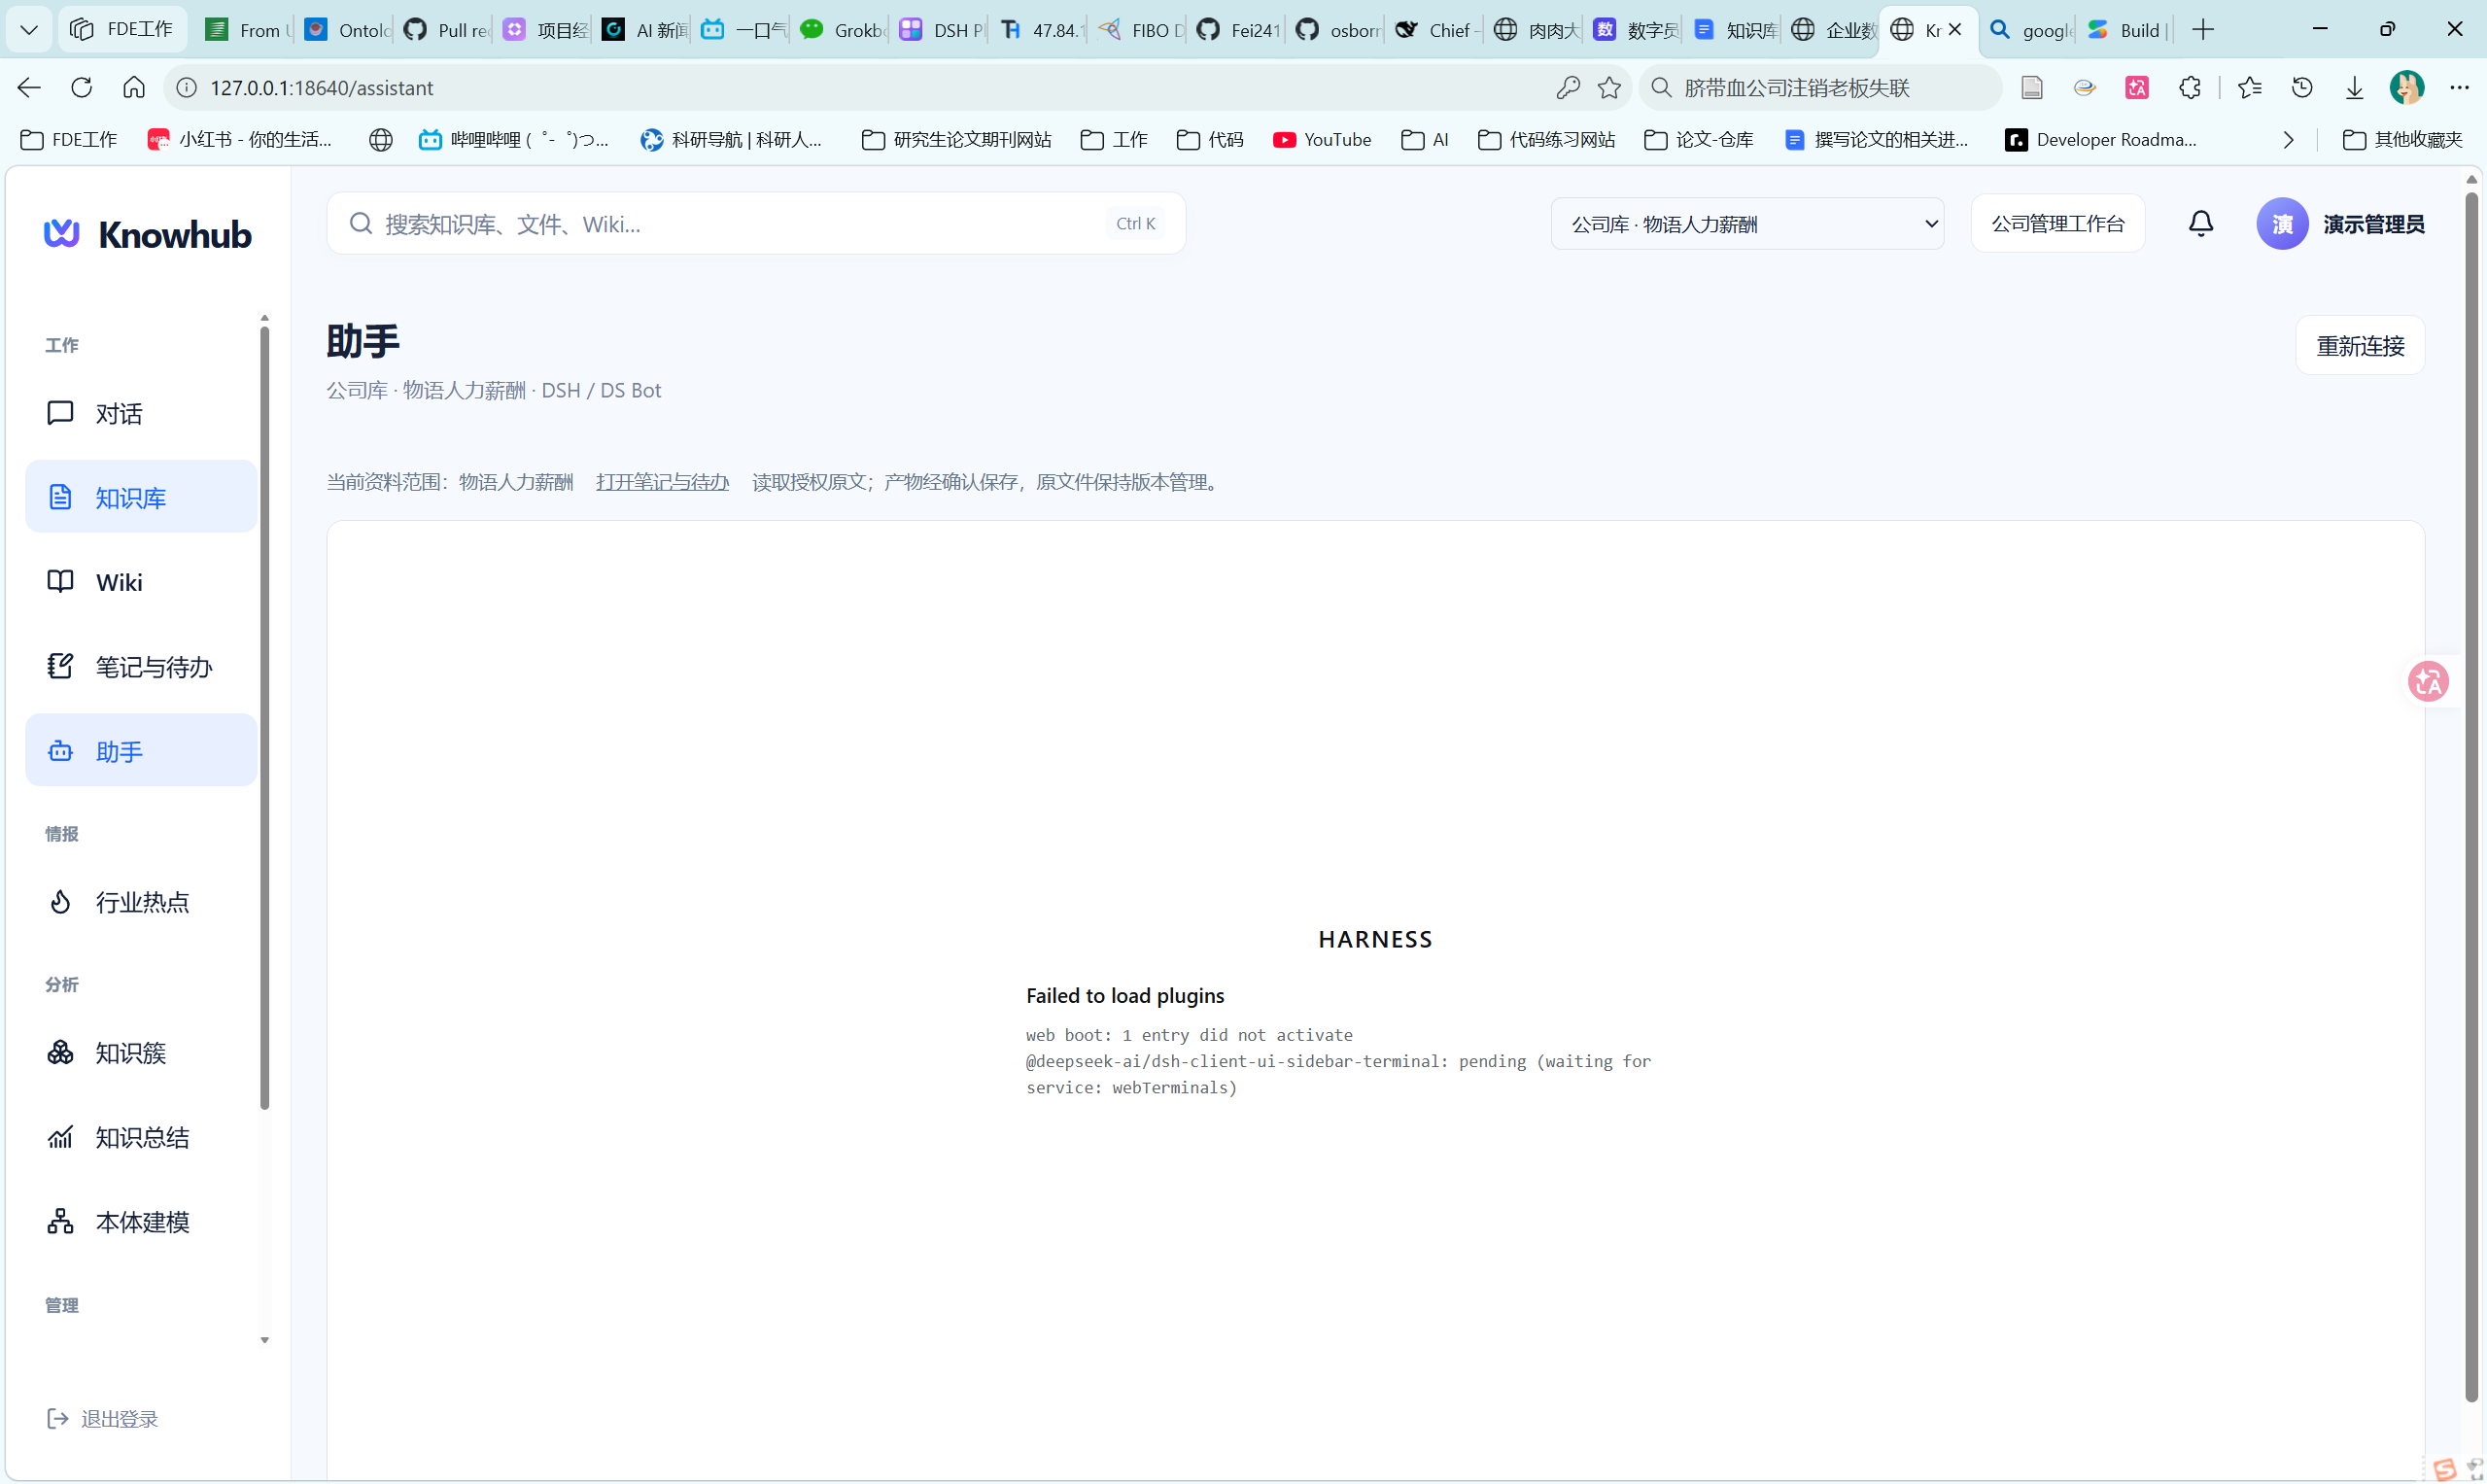 FDE工作
From
Ontolo
Pull re
项目经
AI 新闻
一口气
Grokb
DSH P
47.84.1
FIBO D
Fei241
osborn
Chief
肉肉大
数 数字员
知识库
企业数
Kn
google
Build |
127.0.0.1:18640/assistant
脐带血公司注销老板失联
FDE工作
小红书 - 你的生活...
哔哩哔哩 ( ゜- ゜)つ...
科研导航 | 科研人...
研究生论文期刊网站
工作
代码
YouTube
AI
代码练习网站
论文-仓库
撰写论文的相关进...
Developer Roadma...
其他收藏夹
Knowhub
搜索知识库、文件、Wiki...
Ctrl K
公司库 · 物语人力薪酬
公司管理工作台
演
演示管理员
工作
对话
知识库
Wiki
笔记与待办
助手
情报
行业热点
分析
知识簇
知识总结
本体建模
管理
退出登录
助手
重新连接
公司库 · 物语人力薪酬 · DSH / DS Bot
当前资料范围：物语人力薪酬 打开笔记与待办 读取授权原文；产物经确认保存，原文件保持版本管理。
HARNESS
Failed to load plugins
web boot: 1 entry did not activate
@deepseek-ai/dsh-client-ui-sidebar-terminal: pending (waiting for
service: webTerminals)